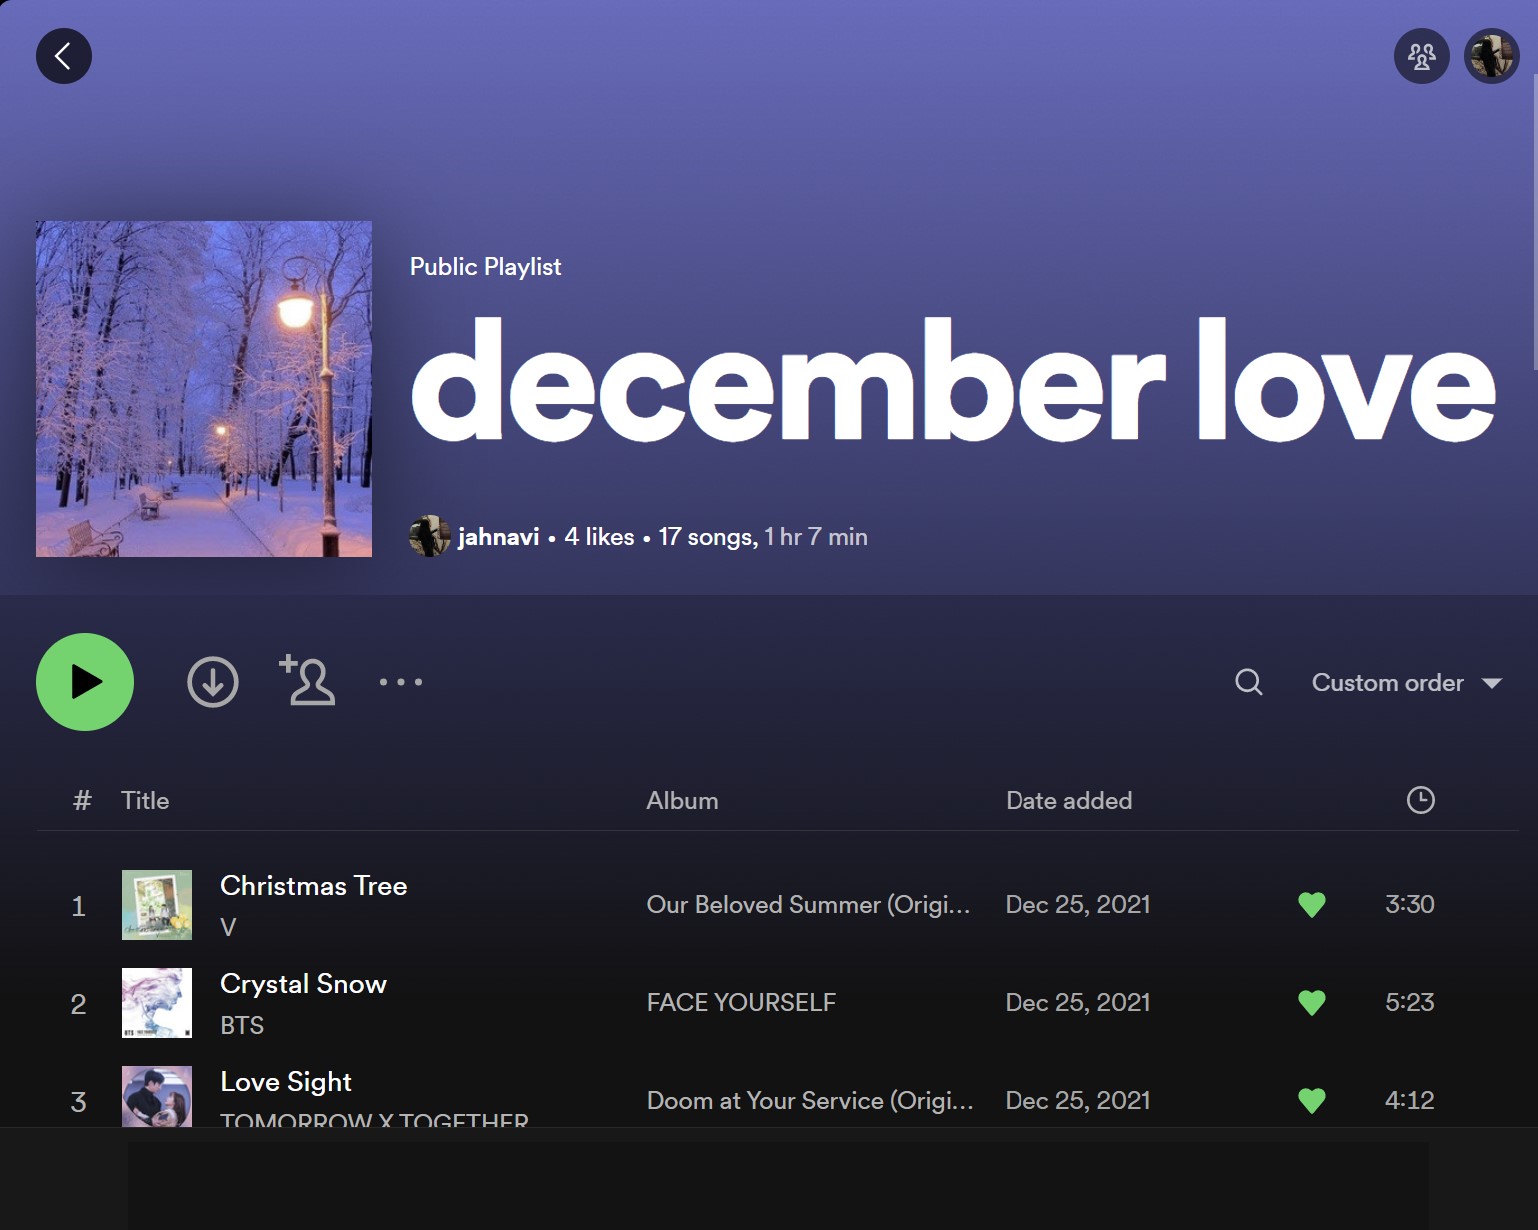 Public Playlist
december love
jahnavi • 4 likes • 17 songs, 1 hr 7 min
Custom order
# Title Album Date added
1 Christmas Tree Our Beloved Summer (Origi... Dec 25, 2021 3:30
V
2 Crystal Snow FACE YOURSELF Dec 25, 2021 5:23
BTS
3 Love Sight Doom at Your Service (Origi... Dec 25, 2021 4:12
TOMORROW X TOGETHER